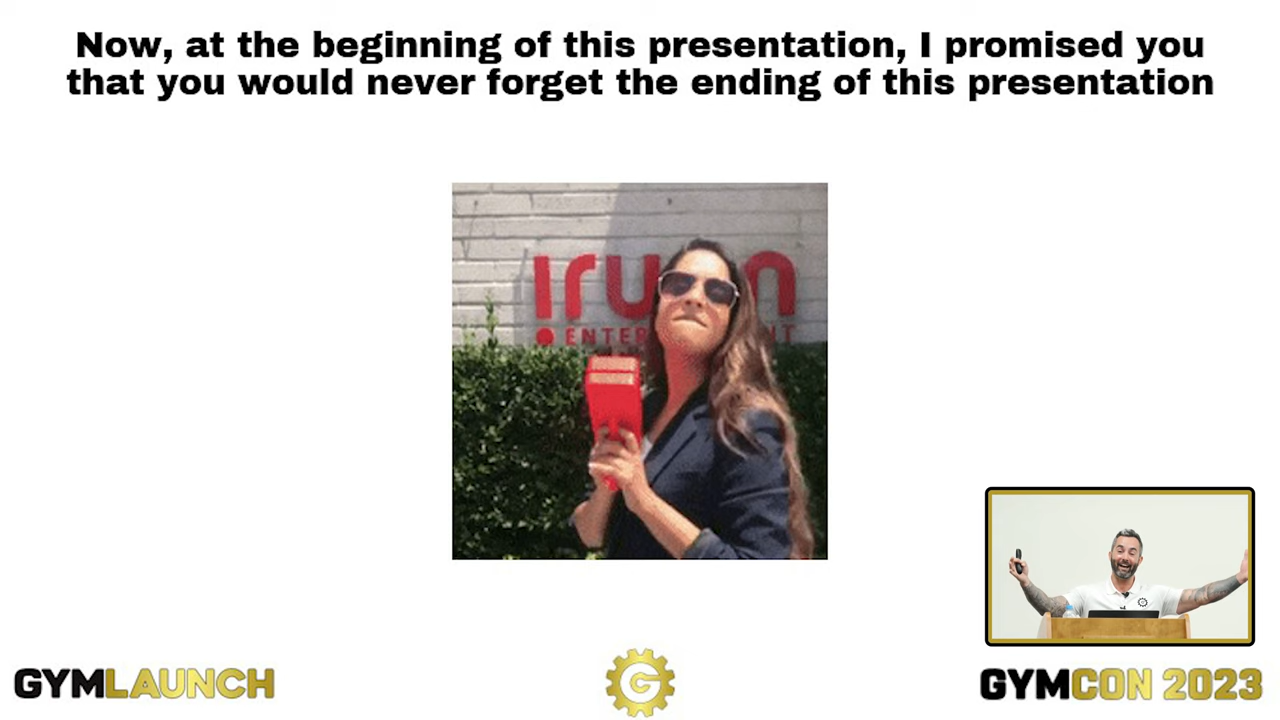 Now, at the beginning of this presentation, I promised you
that you would never forget the ending of this presentation
GYMLAUNCH
G
GYMCON 2023